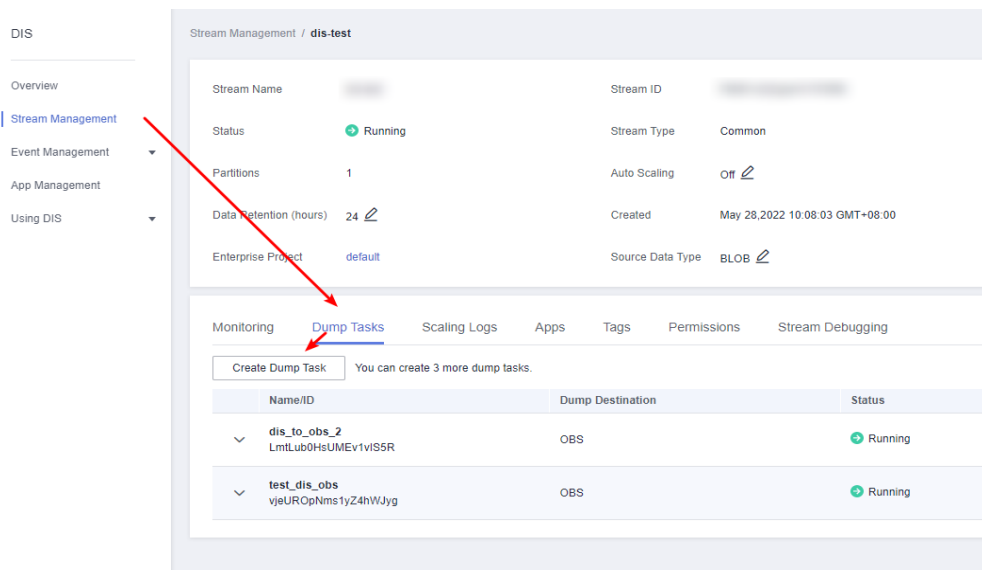 DIS
Overview
Stream Management
Event Management
App Management
Using DIS
Stream Management / dis-test
Stream Name
Stream ID
Status Running
Stream Type Common
Partitions 1
Auto Scaling Off
Data Retention (hours) 24
Created May 28,2022 10:08:03 GMT+08:00
Enterprise Project default
Source Data Type BLOB
Monitoring Dump Tasks Scaling Logs Apps Tags Permissions Stream Debugging
Create Dump Task You can create 3 more dump tasks.
Name/ID Dump Destination Status
dis_to_obs_2
LmtLub0HsUMEv1vIS5R
OBS Running
test_dis_obs
vjeUROpNms1yZ4hWJyg
OBS Running